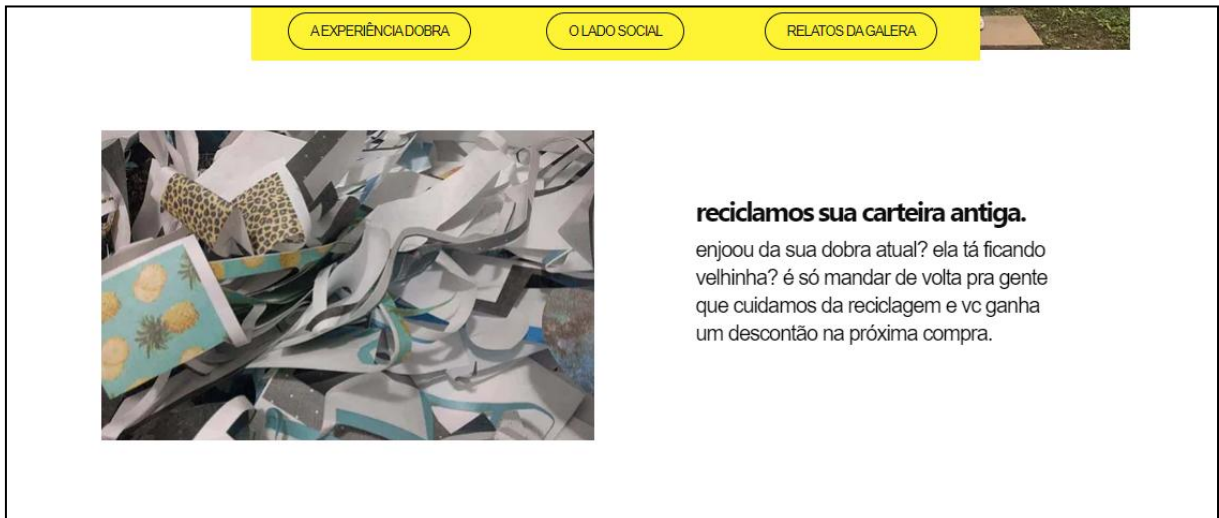 A EXPERIÊNCIA DOBRA
O LADO SOCIAL
RELATOS DA GALERA
reciclamos sua carteira antiga.
enjoou da sua dobra atual? ela tá ficando
velhinha? é só mandar de volta pra gente
que cuidamos da reciclagem e vc ganha
um descontão na próxima compra.